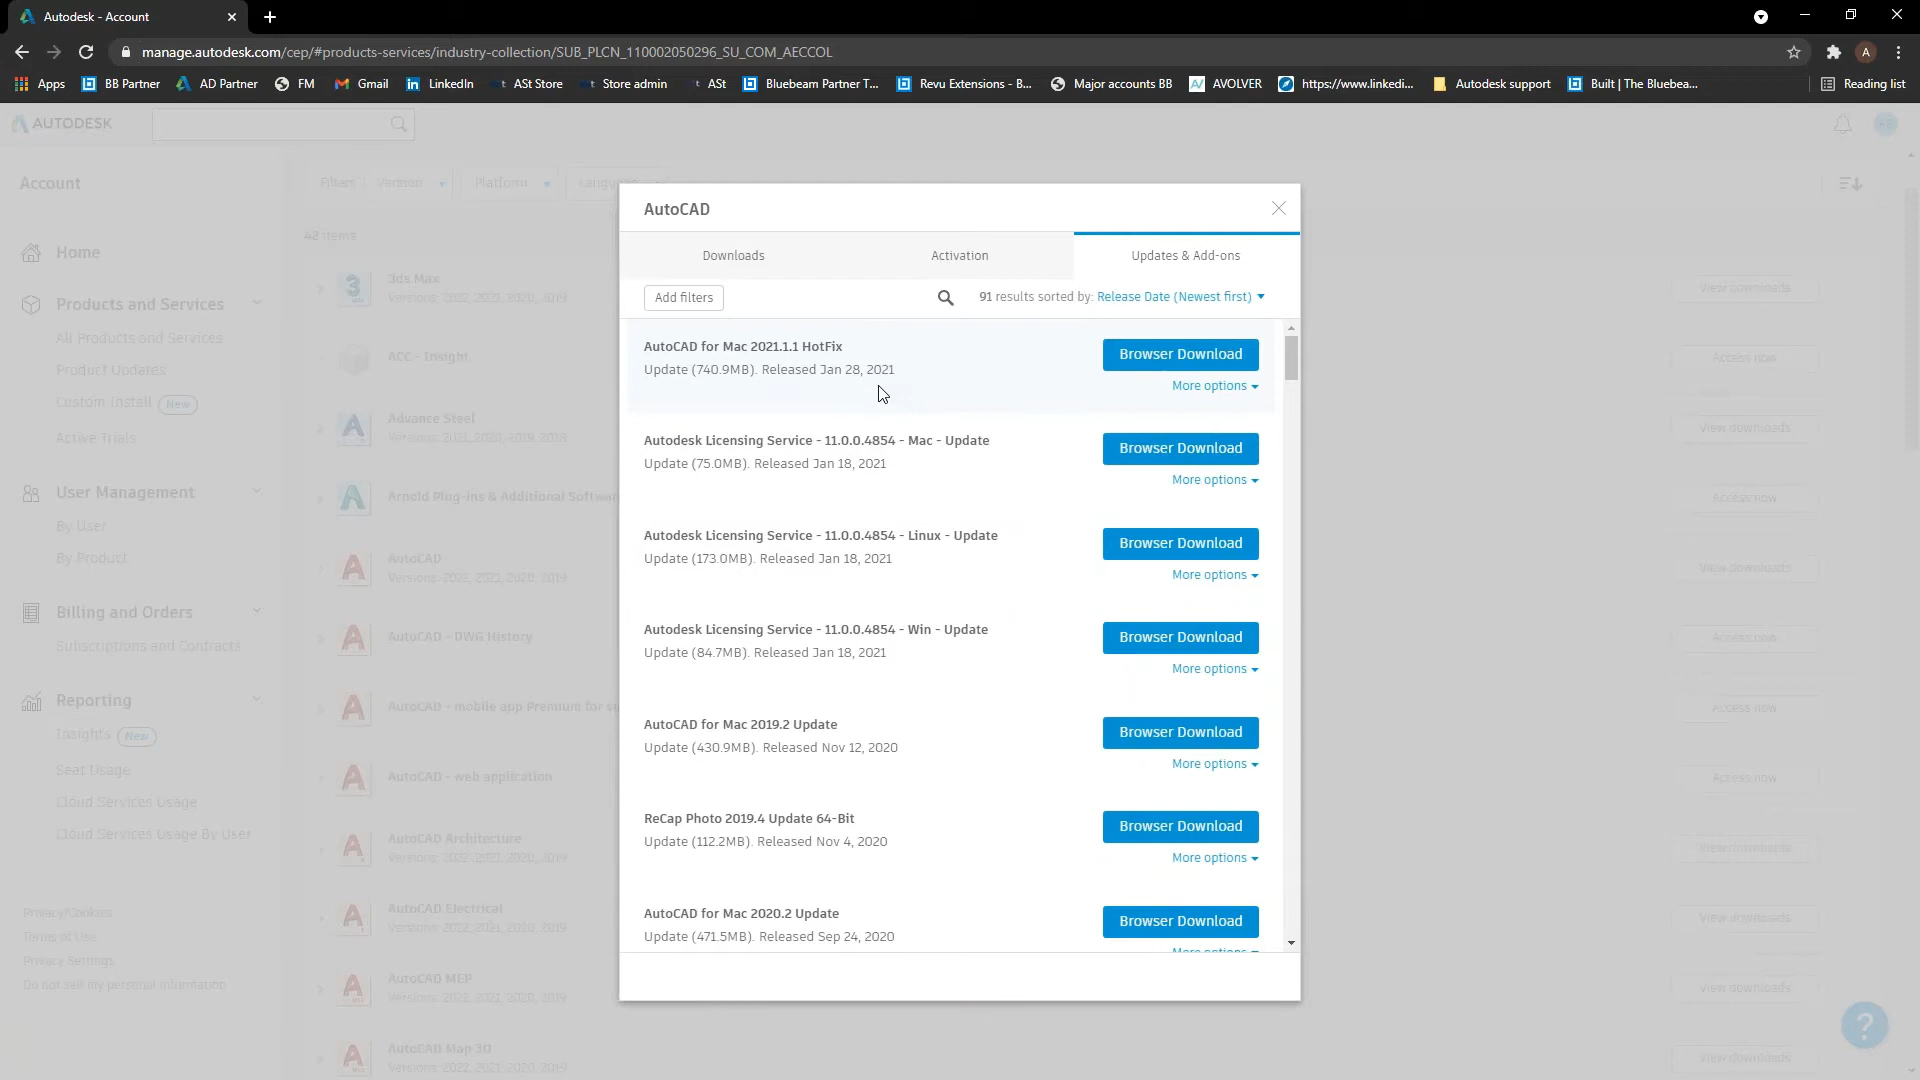 Autodesk - Account
manage.autodesk.com/cep/#products-services/industry-collection/SUB_PLCN_110002050296_SU_COM_AECCOL
A
Apps
BB Partner
AD Partner
FM
Gmail
LinkedIn
ASt Store
Store admin
ASt
Bluebeam Partner T...
Revu Extensions - B...
Major accounts BB
AVOLVER
https://www.linkedi...
Autodesk support
Built | The Bluebea...
Reading list
AUTODESK
Account
Home
Products and Services
All Products and Services
Product Updates
Custom Install New
Active Trials
User Management
By User
By Product
Billing and Orders
Subscriptions and Contracts
Reporting
Insights New
Seat Usage
Cloud Services Usage
Cloud Services Usage By User
Privacy/Cookies
Terms of Use
Privacy Settings
Do not sell my personal information
Filters Version Platform Language
42 items
3ds Max
Versions: 2022, 2021, 2020, 2019
View downloads
ACC - Insight
Access now
Advance Steel
Versions: 2021, 2020, 2019, 2018
View downloads
Arnold Plug-ins & Additional Softwar
Access now
AutoCAD
Versions: 2022, 2021, 2020, 2019
View downloads
AutoCAD - DWG History
Access now
AutoCAD - mobile app Premium for su
Access now
AutoCAD - web application
Access now
AutoCAD Architecture
Versions: 2022, 2021, 2020, 2019
View downloads
AutoCAD Electrical
Versions: 2022, 2021, 2020, 2019
View downloads
AutoCAD MEP
Versions: 2022, 2021, 2020, 2019
View downloads
AutoCAD Map 3D
Versions: 2022, 2021, 2020, 2019
View downloads
AutoCAD
Downloads
Activation
Updates & Add-ons
Add filters
91 results sorted by: Release Date (Newest first)
AutoCAD for Mac 2021.1.1 HotFix
Update (740.9MB). Released Jan 28, 2021
Browser Download
More options
Autodesk Licensing Service - 11.0.0.4854 - Mac - Update
Update (75.0MB). Released Jan 18, 2021
Browser Download
More options
Autodesk Licensing Service - 11.0.0.4854 - Linux - Update
Update (173.0MB). Released Jan 18, 2021
Browser Download
More options
Autodesk Licensing Service - 11.0.0.4854 - Win - Update
Update (84.7MB). Released Jan 18, 2021
Browser Download
More options
AutoCAD for Mac 2019.2 Update
Update (430.9MB). Released Nov 12, 2020
Browser Download
More options
ReCap Photo 2019.4 Update 64-Bit
Update (112.2MB). Released Nov 4, 2020
Browser Download
More options
AutoCAD for Mac 2020.2 Update
Update (471.5MB). Released Sep 24, 2020
Browser Download
More options
?